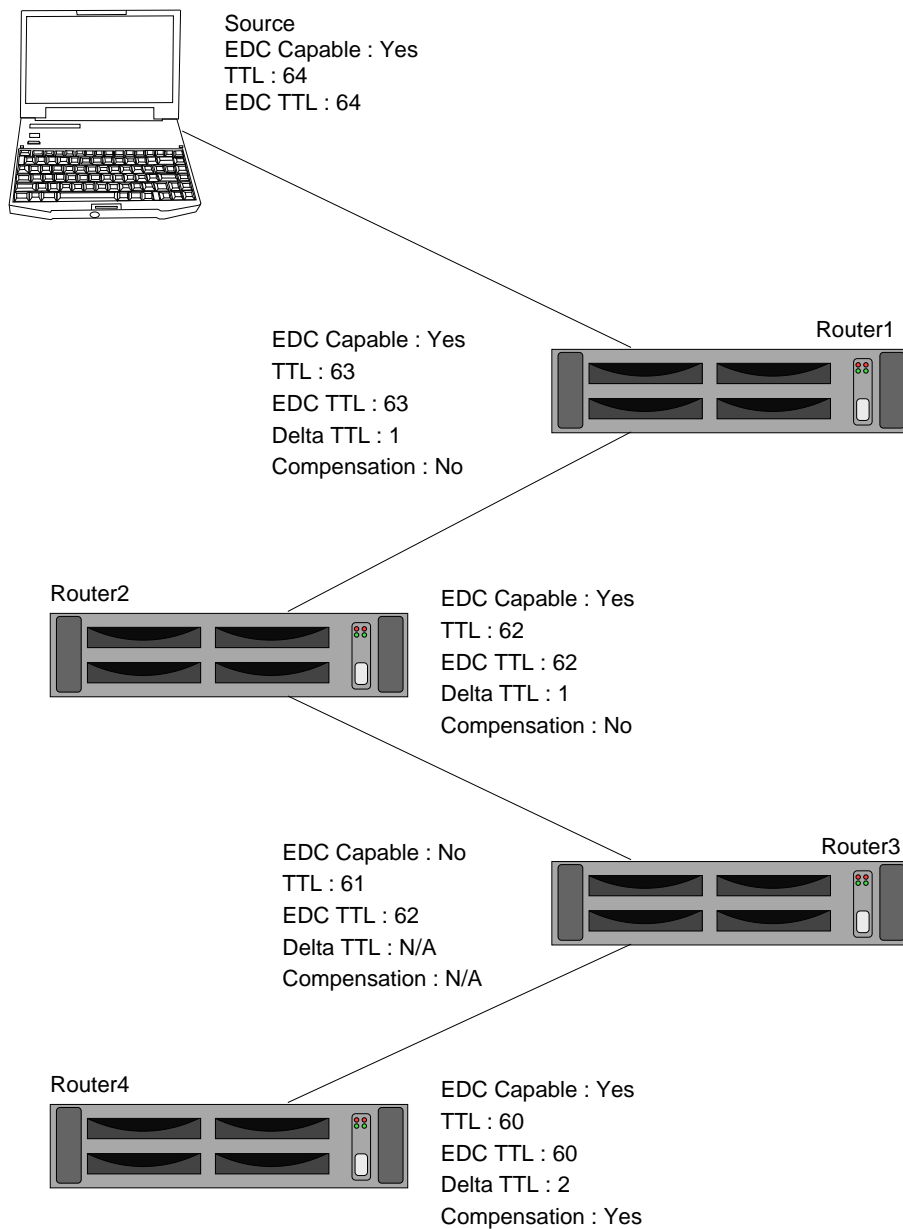 Source
EDC Capable : Yes
TTL : 64
EDC TTL : 64
Router1
EDC Capable : Yes
TTL : 63
EDC TTL : 63
Delta TTL : 1
Compensation : No
Router2
EDC Capable : Yes
TTL : 62
EDC TTL : 62
Delta TTL : 1
Compensation : No
Router3
EDC Capable : No
TTL : 61
EDC TTL : 62
Delta TTL : N/A
Compensation : N/A
Router4
EDC Capable : Yes
TTL : 60
EDC TTL : 60
Delta TTL : 2
Compensation : Yes